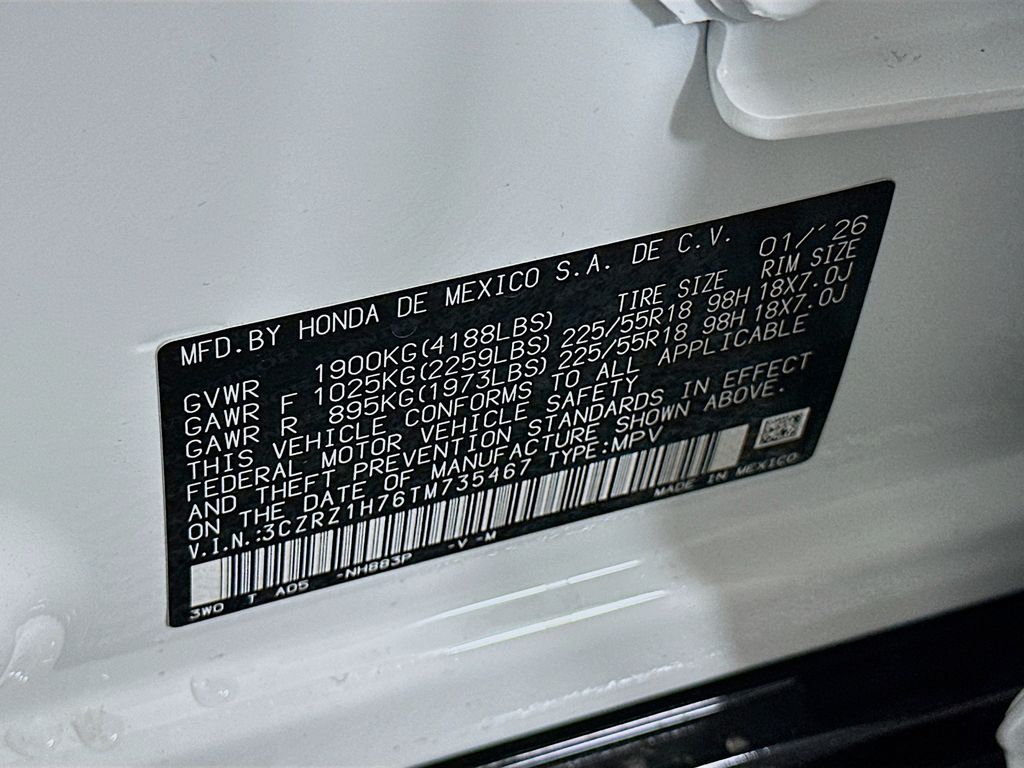 MFD.BY HONDA DE MEXICO S.A. DE C.V. 01/´26
TIRE SIZE RIM SIZE
GVWR 1900KG(4188LBS)
GAWR F 1025KG(2259LBS) 225/55R18 98H 18X7.0J
GAWR R 895KG(1973LBS) 225/55R18 98H 18X7.0J
THIS VEHICLE CONFORMS TO ALL APPLICABLE
FEDERAL MOTOR VEHICLE SAFETY
AND THEFT PREVENTION STANDARDS IN EFFECT
ON THE DATE OF MANUFACTURE SHOWN ABOVE.
V.I.N.:3CZRZ1H76TM735467 TYPE:MPV
3W0 T A05 -NH883P -V -M MADE IN MEXICO